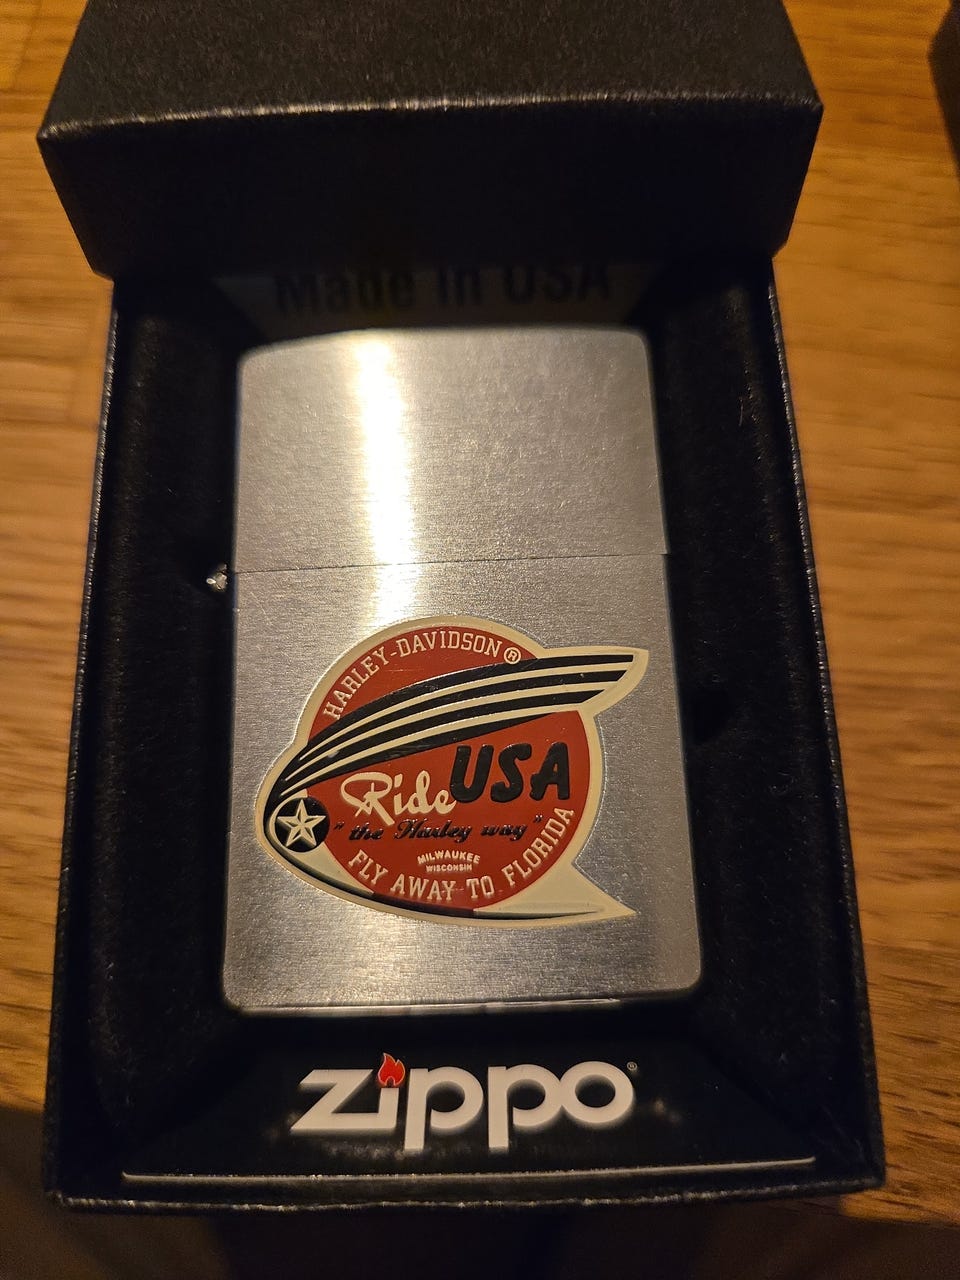 Made in USA
HARLEY-DAVIDSON®
Ride USA
"the Harley way"
MILWAUKEE
WISCONSIN
FLY AWAY TO FLORIDA
zippo®